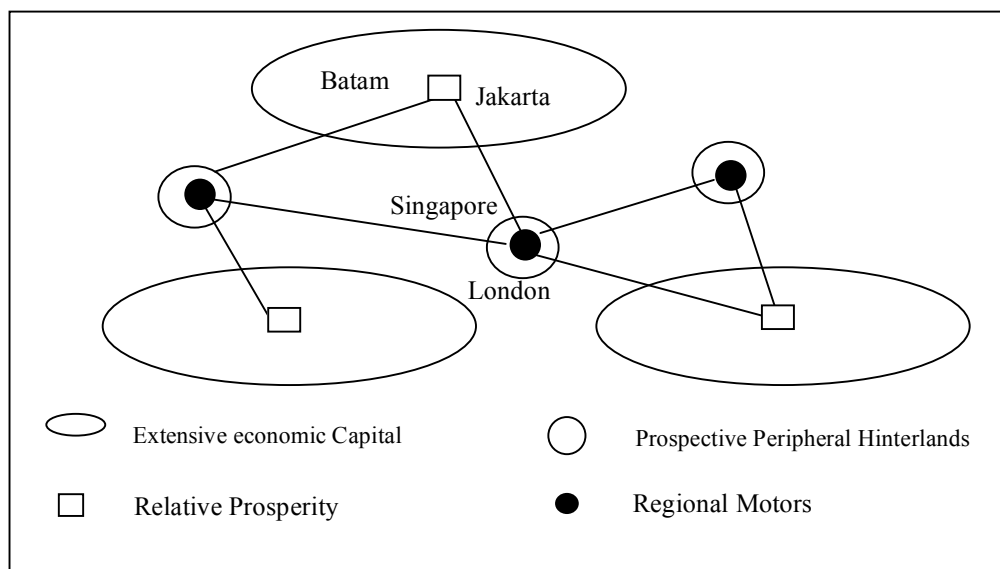 Batam
Jakarta
Singapore
London
Extensive economic Capital
Prospective Peripheral Hinterlands
Relative Prosperity
Regional Motors